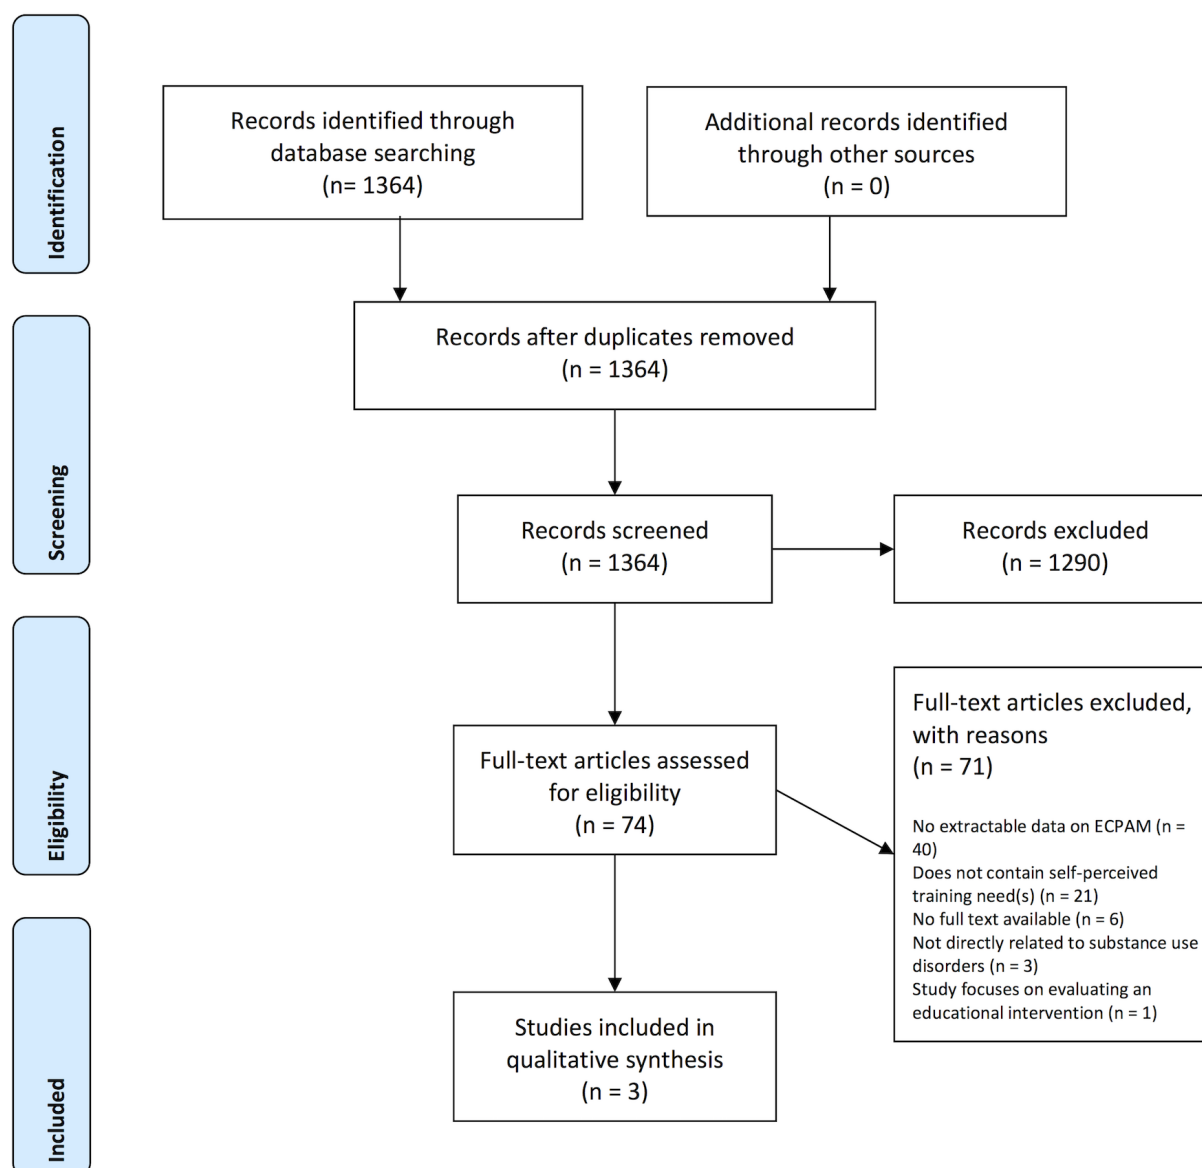 Identification
Records identified through
database searching
(n= 1364)
Additional records identified
through other sources
(n = 0)
Records after duplicates removed
(n = 1364)
Screening
Records screened
(n = 1364)
Records excluded
(n = 1290)
Eligibility
Full-text articles assessed
for eligibility
(n = 74)
Full-text articles excluded,
with reasons
(n = 71)
No extractable data on ECPAM (n =
40)
Does not contain self-perceived
training need(s) (n = 21)
No full text available (n = 6)
Not directly related to substance use
disorders (n = 3)
Study focuses on evaluating an
educational intervention (n = 1)
Included
Studies included in
qualitative synthesis
(n = 3)